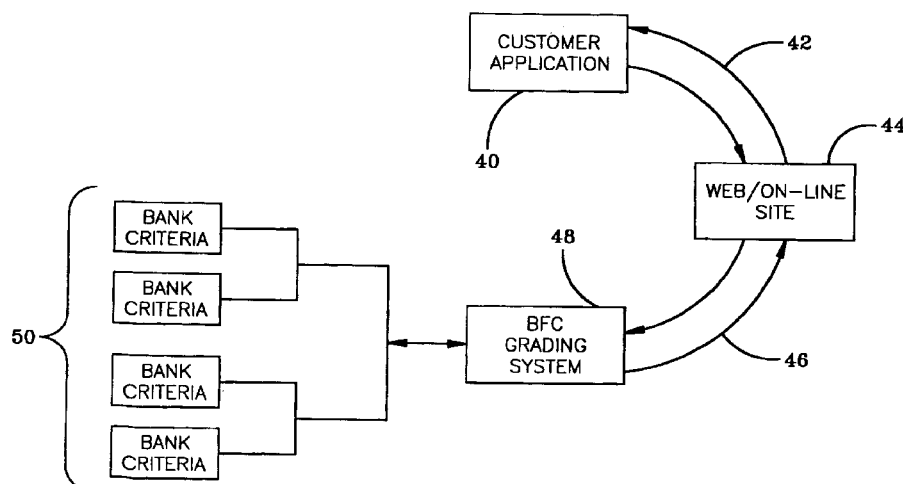 CUSTOMER
APPLICATION
42
40
44
WEB/ON-LINE
SITE
BANK
CRITERIA
BANK
CRITERIA
48
50
BFC
GRADING
SYSTEM
46
BANK
CRITERIA
BANK
CRITERIA